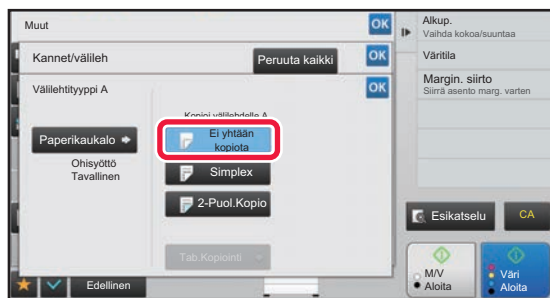 Muut
OK
Alkup.
Vaihda kokoa/suuntaa
Kannet/välileh
Peruuta kaikki
OK
Väritila
Välilehtityyppi A
OK
Margin. siirto
Siirrä asento marg. varten
Kopioi välilehdelle A
Paperikaukalo
Ei yhtään
kopiota
Ohisyöttö
Tavallinen
Simplex
2-Puol.Kopio
Esikatselu
CA
Tab.Kopiointi
M/V
Aloita
Väri
Aloita
Edellinen